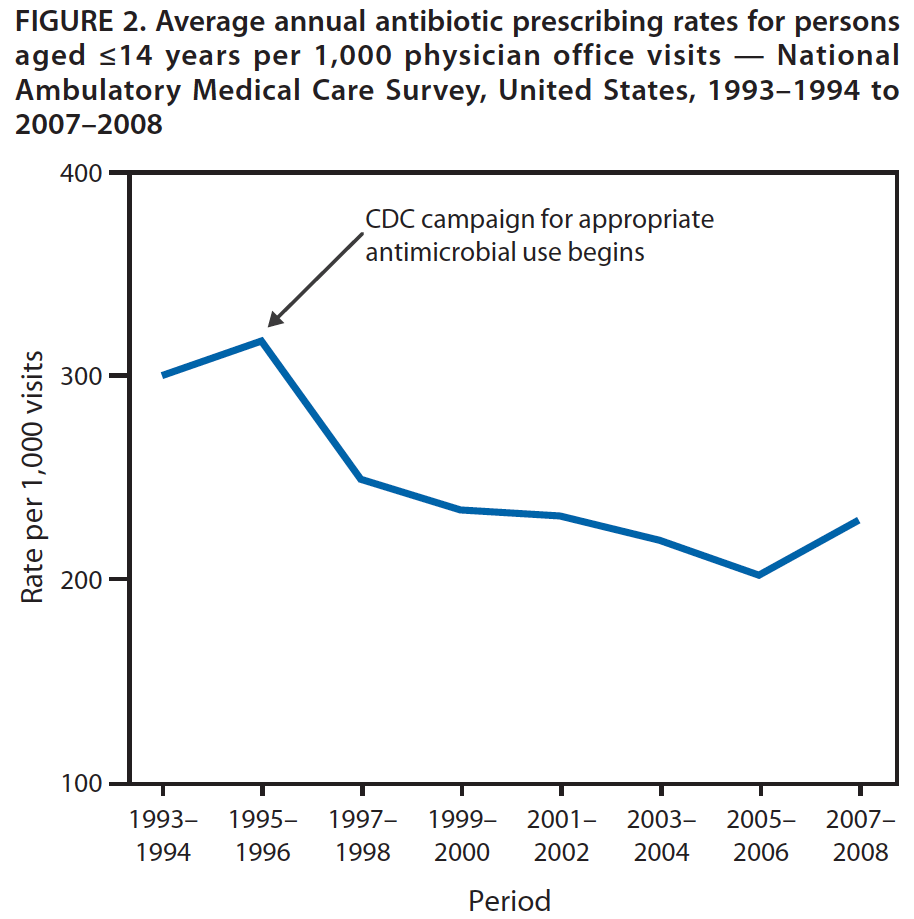 FIGURE 2. Average annual antibiotic prescribing rates for persons
aged ≤14 years per 1,000 physician office visits — National
Ambulatory Medical Care Survey, United States, 1993–1994 to
2007–2008
400
CDC campaign for appropriate
antimicrobial use begins
300
Rate per 1,000 visits
200
100
1993– 1995– 1997– 1999– 2001– 2003– 2005– 2007–
1994 1996 1998 2000 2002 2004 2006 2008
Period